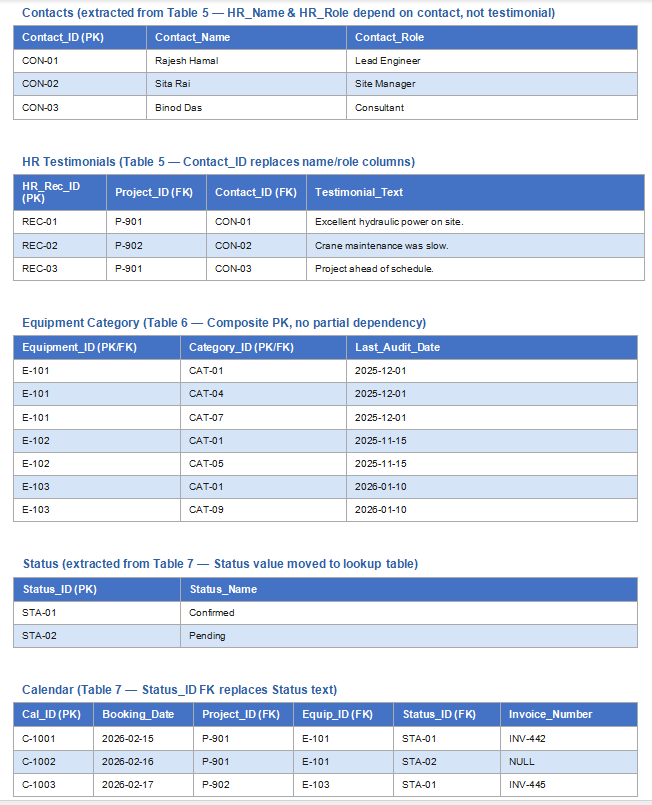 Contacts (extracted from Table 5 — HR_Name & HR_Role depend on contact, not testimonial)
Contact_ID (PK) Contact_Name Contact_Role
CON-01 Rajesh Hamal Lead Engineer
CON-02 Sita Rai Site Manager
CON-03 Binod Das Consultant
HR Testimonials (Table 5 — Contact_ID replaces name/role columns)
HR_Rec_ID (PK) Project_ID (FK) Contact_ID (FK) Testimonial_Text
REC-01 P-901 CON-01 Excellent hydraulic power on site.
REC-02 P-902 CON-02 Crane maintenance was slow.
REC-03 P-901 CON-03 Project ahead of schedule.
Equipment Category (Table 6 — Composite PK, no partial dependency)
Equipment_ID (PK/FK) Category_ID (PK/FK) Last_Audit_Date
E-101 CAT-01 2025-12-01
E-101 CAT-04 2025-12-01
E-101 CAT-07 2025-12-01
E-102 CAT-01 2025-11-15
E-102 CAT-05 2025-11-15
E-103 CAT-01 2026-01-10
E-103 CAT-09 2026-01-10
Status (extracted from Table 7 — Status value moved to lookup table)
Status_ID (PK) Status_Name
STA-01 Confirmed
STA-02 Pending
Calendar (Table 7 — Status_ID FK replaces Status text)
Cal_ID (PK) Booking_Date Project_ID (FK) Equip_ID (FK) Status_ID (FK) Invoice_Number
C-1001 2026-02-15 P-901 E-101 STA-01 INV-442
C-1002 2026-02-16 P-901 E-101 STA-02 NULL
C-1003 2026-02-17 P-902 E-103 STA-01 INV-445